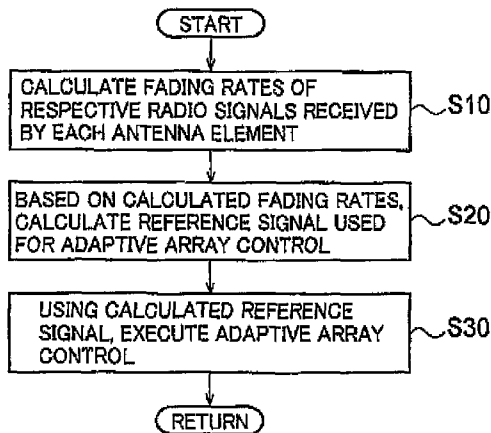 START
CALCULATE FADING RATES OF
RESPECTIVE RADIO SIGNALS RECEIVED
BY EACH ANTENNA ELEMENT
S10
BASED ON CALCULATED FADING RATES,
CALCULATE REFERENCE SIGNAL USED
FOR ADAPTIVE ARRAY CONTROL
S20
USING CALCULATED REFERENCE
SIGNAL, EXECUTE ADAPTIVE ARRAY
CONTROL
S30
RETURN